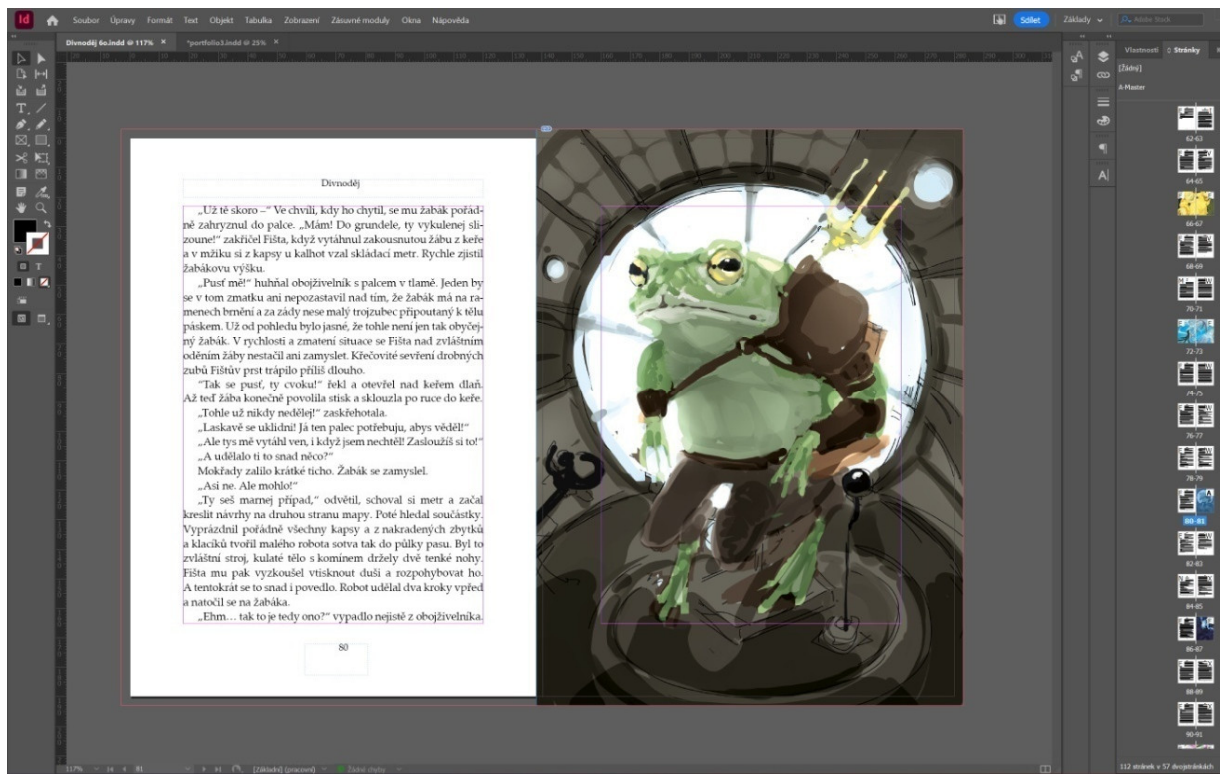 Id
Soubor Úpravy Formát Text Objekt Tabulka Zobrazení Zásuvné moduly Okna Nápověda
Sdílet
Základy
Adobe Stock
Divnoděj 6o.indd @ 117% ×
*portfolio3.indd @ 25% ×
Vlastnosti
Stránky
[Žádný]
A-Master
Divnoděj
„Už tě skoro –“ Ve chvíli, kdy ho chytil, se mu žabák pořád-
ně zahryznul do palce. „Mám! Do grundele, ty vykulenej sli-
zoune!“ zakřičel Fišta, když vytáhnul zakousnutou žábu z keře
a v mžiku si z kapsy u kalhot vzal skládací metr. Rychle zjistil
žabákovu výšku.
„Pusť mě!“ huhňal obojživelník s palcem v tlamě. Jeden by
se v tom zmatku ani nepozastavil nad tím, že žabák má na ra-
menech brnění a za zády nese malý trojzubec připoutaný k tělu
páskem. Už od pohledu bylo jasné, že tohle není jen tak obyčej-
ný žabák. V rychlosti a zmatení situace se Fišta nad zvláštním
oděním žáby nestačil ani zamyslet. Křečovité sevření drobných
zubů Fištův prst trápilo příliš dlouho.
“Tak se pusť, ty cvoku!“ řekl a otevřel nad keřem dlaň.
Až teď žába konečně povolila stisk a sklouzla po ruce do keře.
„Tohle už nikdy nedělej!“ zaskřehotala.
„Laskavě se uklidni! Já ten palec potřebuju, abys věděl!“
„Ale tys mě vytáhl ven, i když jsem nechtěl! Zasloužíš si to!“
„A udělalo ti to snad něco?“
Mokřady zalilo krátké ticho. Žabák se zamyslel.
„Asi ne. Ale mohlo!“
„Ty seš marnej případ,“ odvětil, schoval si metr a začal
kreslit návrhy na druhou stranu mapy. Poté hledal součástky.
Vyprázdnil pořádně všechny kapsy a z nakradených zbytků
a klacíků tvořil malého robota sotva tak do půlky pasu. Byl to
zvláštní stroj, kulaté tělo s komínem držely dvě tenké nohy.
Fišta mu pak vyzkoušel vtisknout duši a rozpohybovat ho.
A tentokrát se to snad i povedlo. Robot udělal dva kroky vpřed
a natočil se na žabáka.
„Ehm… tak to je tedy ono?“ vypadlo nejistě z obojživelníka.
80
62-63
64-65
66-67
68-69
70-71
72-73
74-75
76-77
78-79
80-81
82-83
84-85
86-87
88-89
90-91
117%
81
[Základní] (pracovní)
Žádné chyby
112 stránek v 57 dvojstránkách